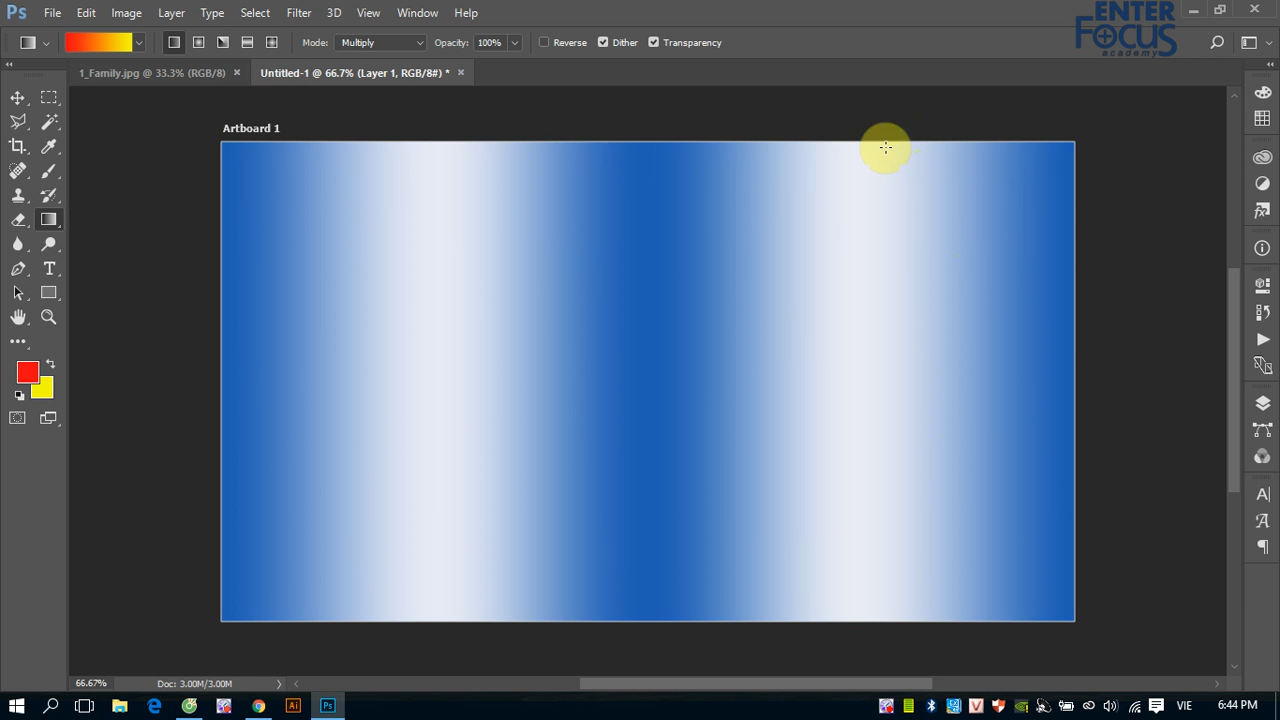 Ps File Edit Image Layer Type Select Filter 3D View Window Help
ENTER
FOCUS
academy
Mode: Multiply Opacity: 100% Reverse Dither Transparency
1_Family.jpg @ 33.3% (RGB/8) × Untitled-1 @ 66.7% (Layer 1, RGB/8#) * ×
Artboard 1
66.67% Doc: 3.00M/3.00M
Ai Ps VIE 6:44 PM